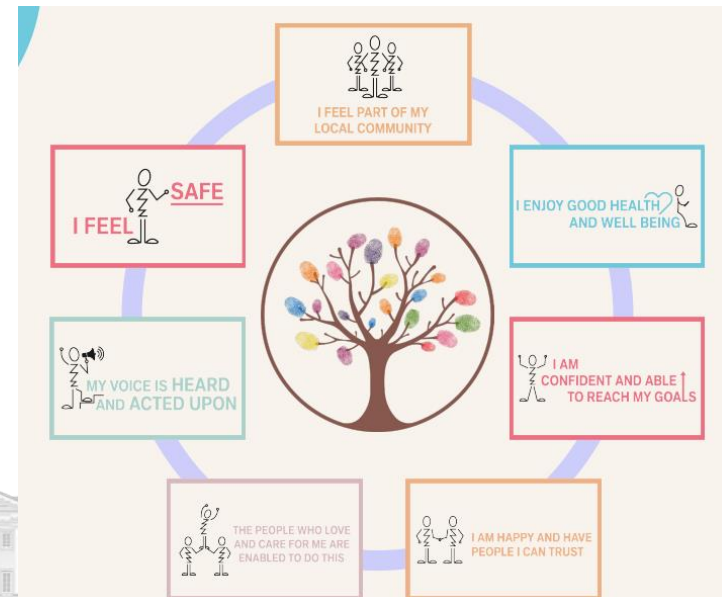 I FEEL PART OF MY
LOCAL COMMUNITY
I ENJOY GOOD HEALTH
AND WELL BEING
I AM
CONFIDENT AND ABLE
TO REACH MY GOALS
I AM HAPPY AND HAVE
PEOPLE I CAN TRUST
THE PEOPLE WHO LOVE
AND CARE FOR ME ARE
ENABLED TO DO THIS
MY VOICE IS HEARD
AND ACTED UPON
I FEEL SAFE